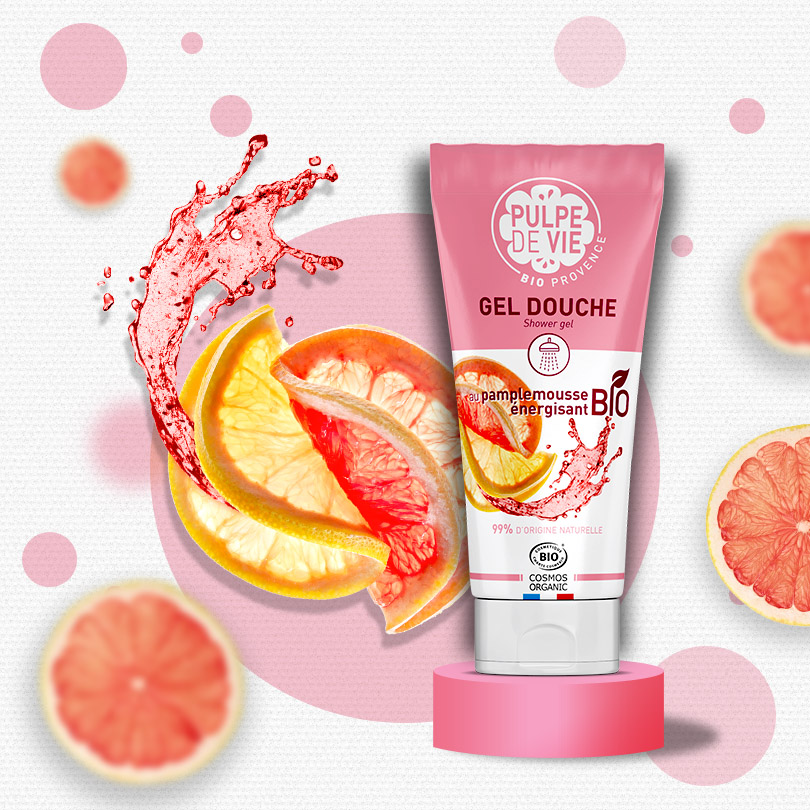 PULPE
DE VIE
BIO PROVENCE
GEL DOUCHE
Shower gel
au pamplemousse
énergisant BIO
99% D'ORIGINE NATURELLE
COSMÉTIQUE
BIO
COSMOS
ORGANIC